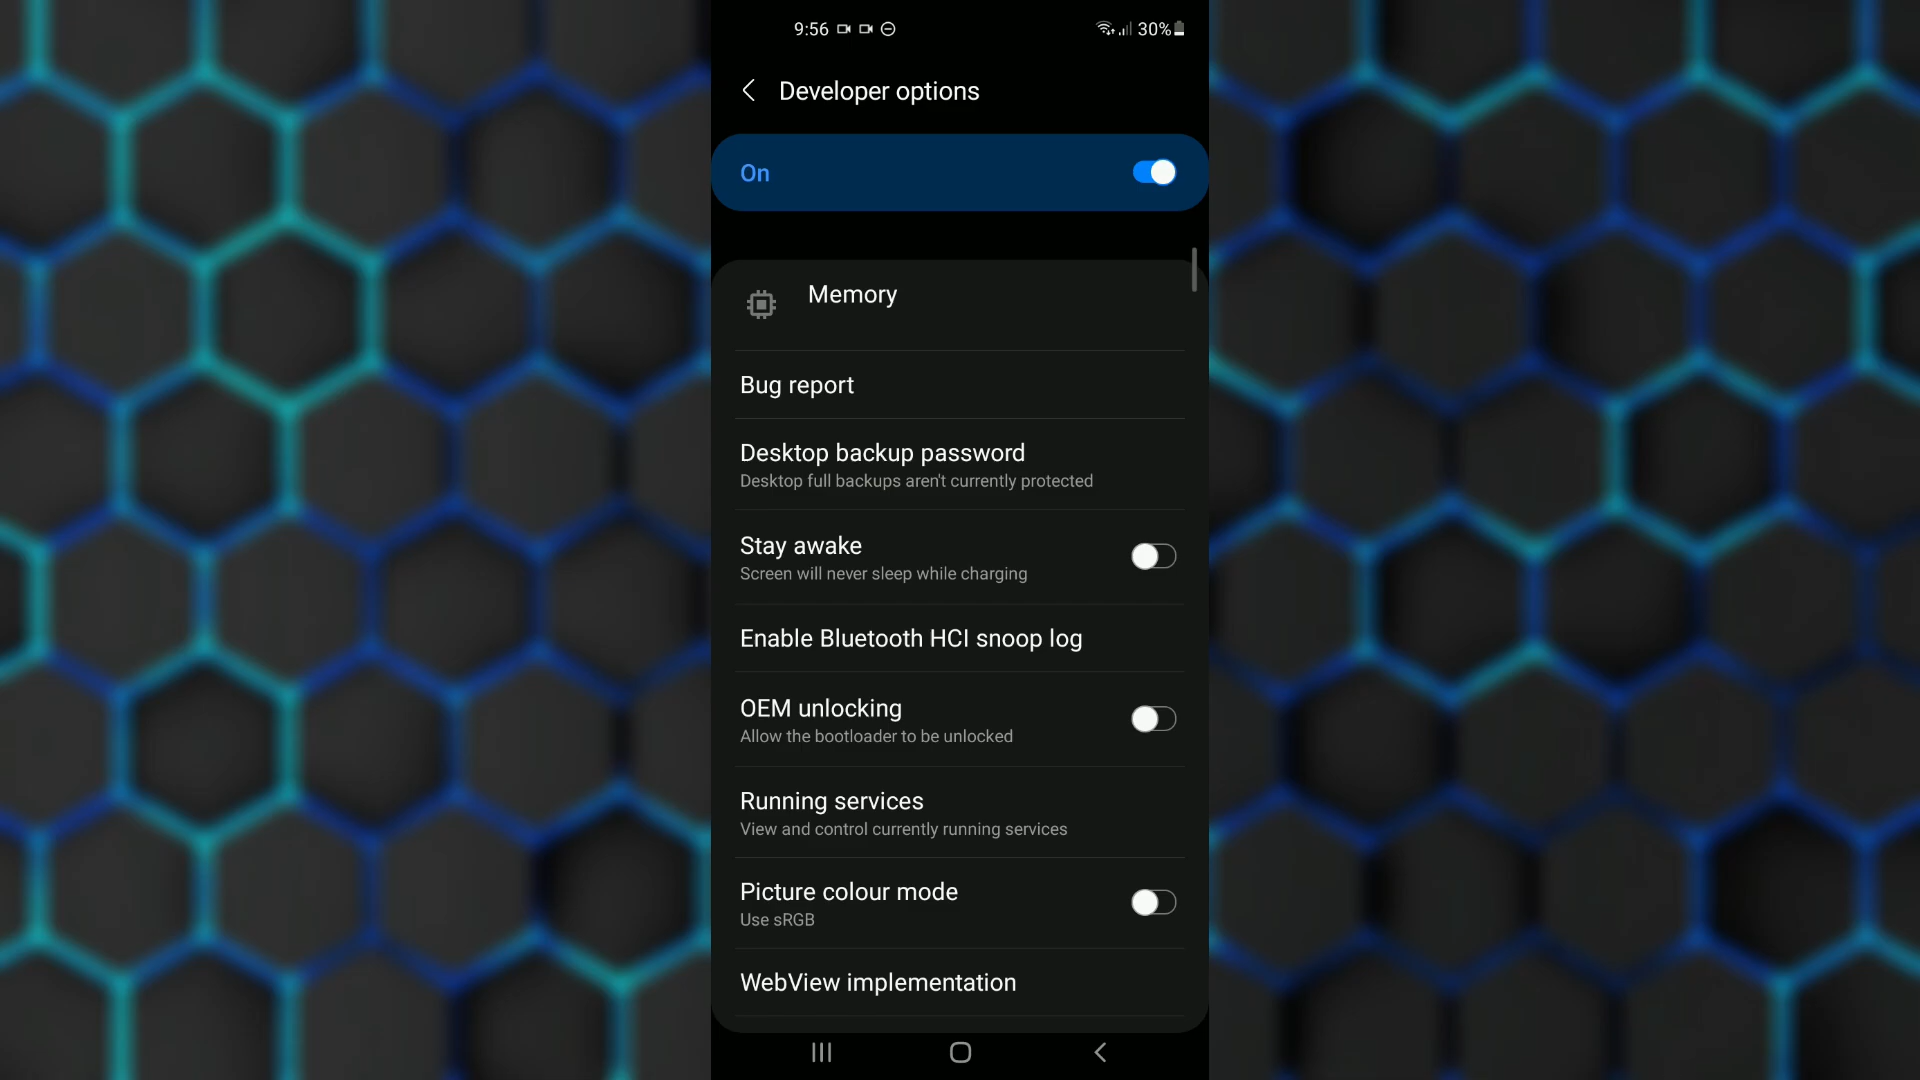 9:56
30%
Developer options
On
Memory
Bug report
Desktop backup password
Desktop full backups aren't currently protected
Stay awake
Screen will never sleep while charging
Enable Bluetooth HCI snoop log
OEM unlocking
Allow the bootloader to be unlocked
Running services
View and control currently running services
Picture colour mode
Use sRGB
WebView implementation